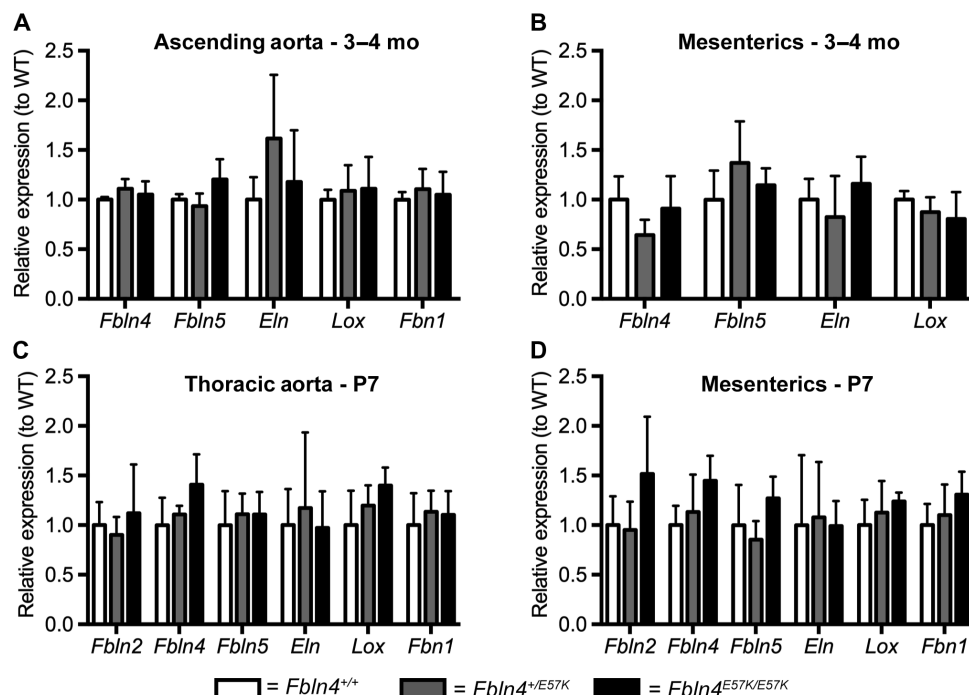 A
Ascending aorta - 3–4 mo
Relative expression (to WT)
2.5
2.0
1.5
1.0
0.5
0.0
Fbln4 Fbln5 Eln Lox Fbn1
B
Mesenterics - 3–4 mo
Relative expression (to WT)
2.5
2.0
1.5
1.0
0.5
0.0
Fbln4 Fbln5 Eln Lox
C
Thoracic aorta - P7
Relative expression (to WT)
2.5
2.0
1.5
1.0
0.5
0.0
Fbln2 Fbln4 Fbln5 Eln Lox Fbn1
D
Mesenterics - P7
Relative expression (to WT)
2.5
2.0
1.5
1.0
0.5
0.0
Fbln2 Fbln4 Fbln5 Eln Lox Fbn1
= Fbln4+/+ = Fbln4+/E57K = Fbln4E57K/E57K